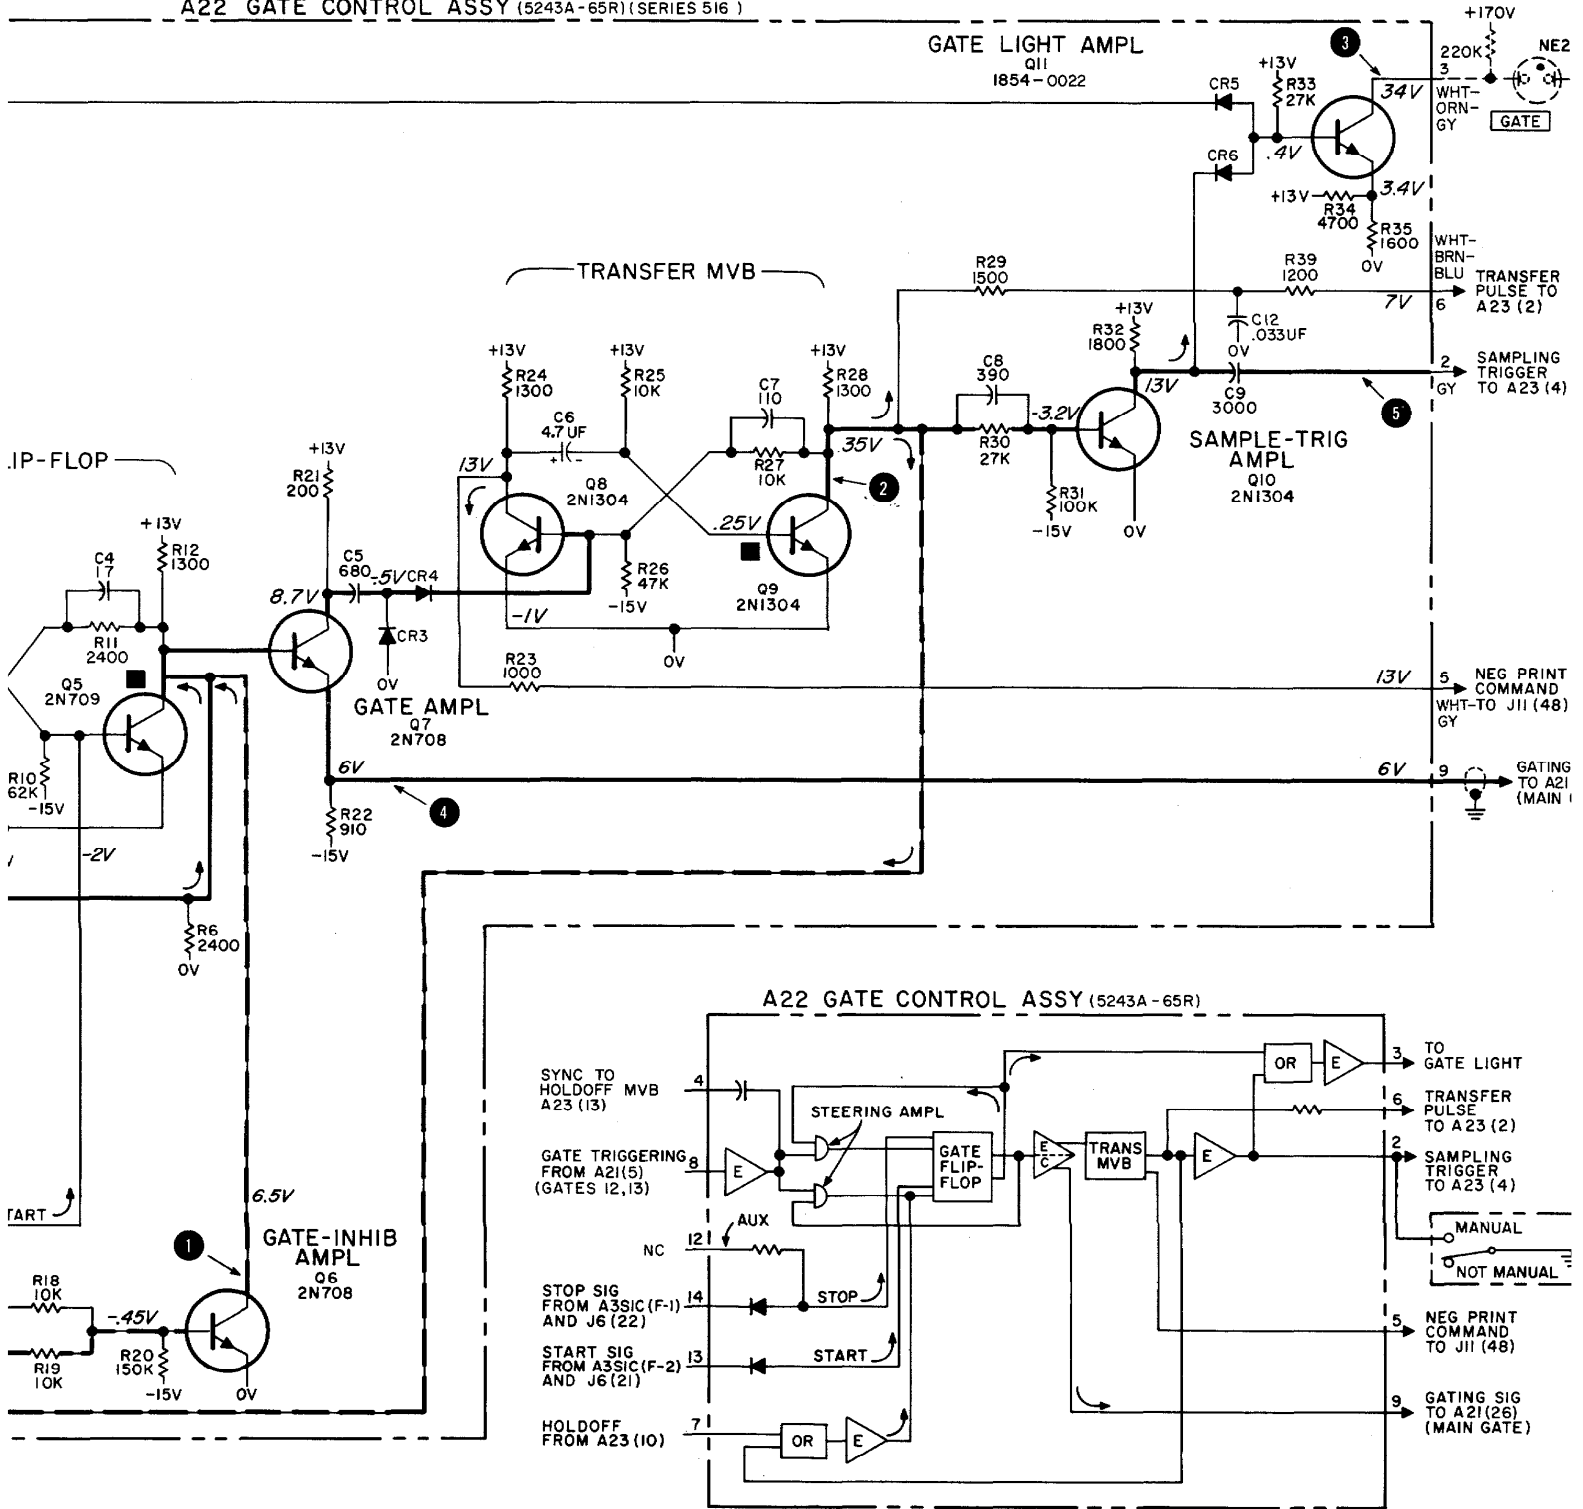 A22 GATE CONTROL ASSY (5243A-65R)(SERIES 516 )
+170V
220K
NE2
3
WHT-
ORN-
GY
GATE
GATE LIGHT AMPL
Q11
1854-0022
3
34V
CR5
+13V
R33
27K
CR6
.4V
3.4V
+13V
R34
4700
R35
1600
0V
WHT-
BRN-
BLU
TRANSFER
PULSE TO
A23 (2)
7V
6
R29
1500
R39
1200
C12
.033UF
0V
TRANSFER MVB
+13V
R32
1800
2
GY
SAMPLING
TRIGGER
TO A23 (4)
13V
C9
3000
5
+13V
R24
1300
+13V
R25
10K
C7
110
+13V
R28
1300
C8
390
-3.2V
C6
4.7UF
+ -
R27
10K
.35V
R30
27K
SAMPLE-TRIG
AMPL
Q10
2N1304
.IP-FLOP
+13V
R21
200
13V
Q8
2N1304
2
R31
100K
-15V
0V
.25V
+13V
R12
1300
C4
17
R11
2400
C5
680
-.5V
CR4
R26
47K
-15V
Q9
2N1304
8.7V
CR3
0V
-1V
0V
R23
1000
13V
5
WHT-
GY
NEG PRINT
COMMAND
TO J11 (48)
Q5
2N709
GATE AMPL
Q7
2N708
R10
62K
-15V
6V
6V
9
GATING
TO A21
(MAIN
4
R22
910
-15V
-2V
R6
2400
0V
A22 GATE CONTROL ASSY (5243A-65R)
SYNC TO
HOLDOFF MVB
A23 (13)
4
STEERING AMPL
OR
E
3
TO
GATE LIGHT
6
TRANSFER
PULSE
TO A23 (2)
GATE TRIGGERING
FROM A21(5)
(GATES 12,13)
8
E
GATE
FLIP-
FLOP
E
C
TRANS
MVB
E
2
SAMPLING
TRIGGER
TO A23 (4)
MANUAL
NOT MANUAL
TART
6.5V
GATE-INHIB
AMPL
Q6
2N708
1
NC
12
AUX
STOP SIG
FROM A3S1C (F-1)
AND J6 (22)
14
STOP
START SIG
FROM A3S1C (F-2)
AND J6 (21)
13
START
5
NEG PRINT
COMMAND
TO J11 (48)
R18
10K
-.45V
R19
10K
R20
150K
-15V
0V
9
GATING SIG
TO A21 (26)
(MAIN GATE)
HOLDOFF
FROM A23 (10)
7
OR
E